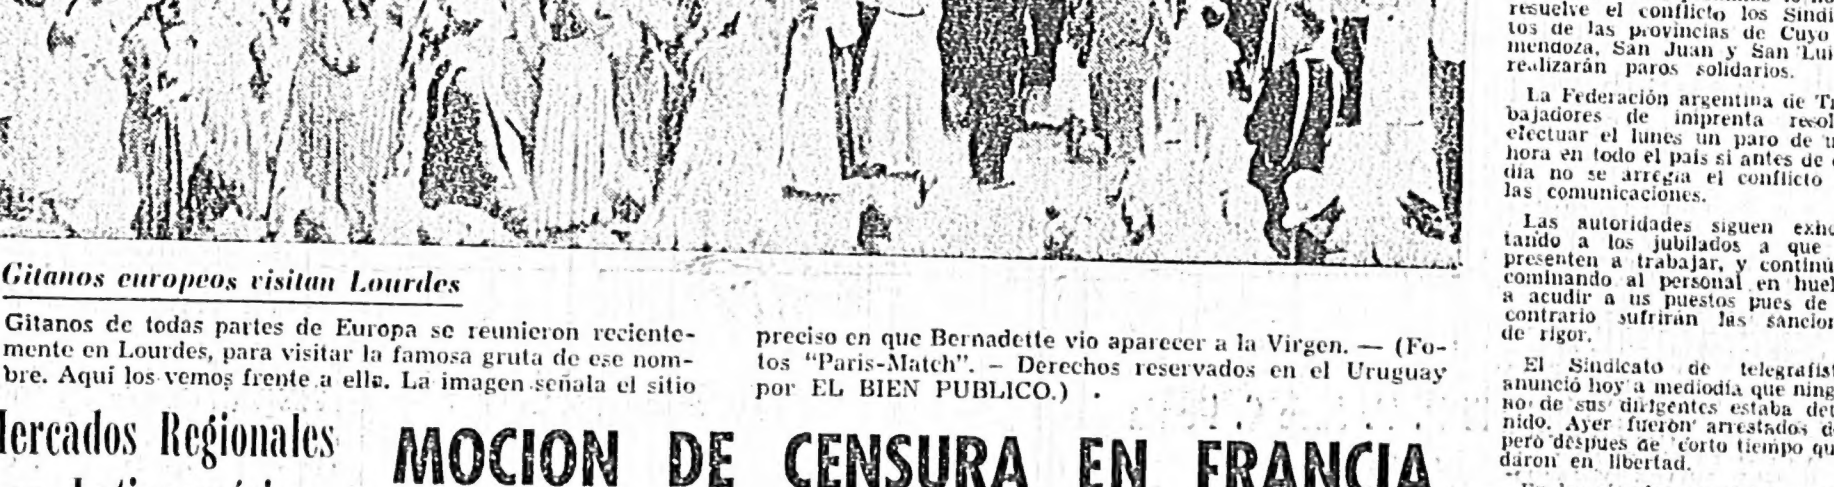 Gitanos europeos visitan Lourdes
Gitanos de todas partes de Europa se reunieron reciente-
mente en Lourdes, para visitar la famosa gruta de ese nom-
bre. Aquí los vemos frente a ella. La imagen señala el sitio
preciso en que Bernadette vio aparecer a la Virgen. — (Fo-
tos "Paris-Match". – Derechos reservados en el Uruguay
por EL BIEN PUBLICO.)
Mercados Regionales
MOCION DE CENSURA EN FRANCIA
resuelve el conflicto los Sindi
tos de las provincias de Cuyo
mendoza, San Juan y San Lui
realizarán paros solidarios.
La Federación argentina de Tr
bajadores de iniprenta resol
efectuar el lunes un paro de u
hora en todo el país si antes de
día no se arregia el conflicto
las comunicaciones.
Las autoridades siguen exho
tando a los jubilados a que
presenten a trabajar, y continú
cominando al personal en huel
a acudir a us puestos pues de
contrario sufrirán las sancion
de rigor.
El Sindicato de telegrafist
anunció hoy a mediodía que ning
no de sus dirigentes estaba det
nido. Ayer fueron arrestados d
pero después de corto tiempo qu
daron en libertad.